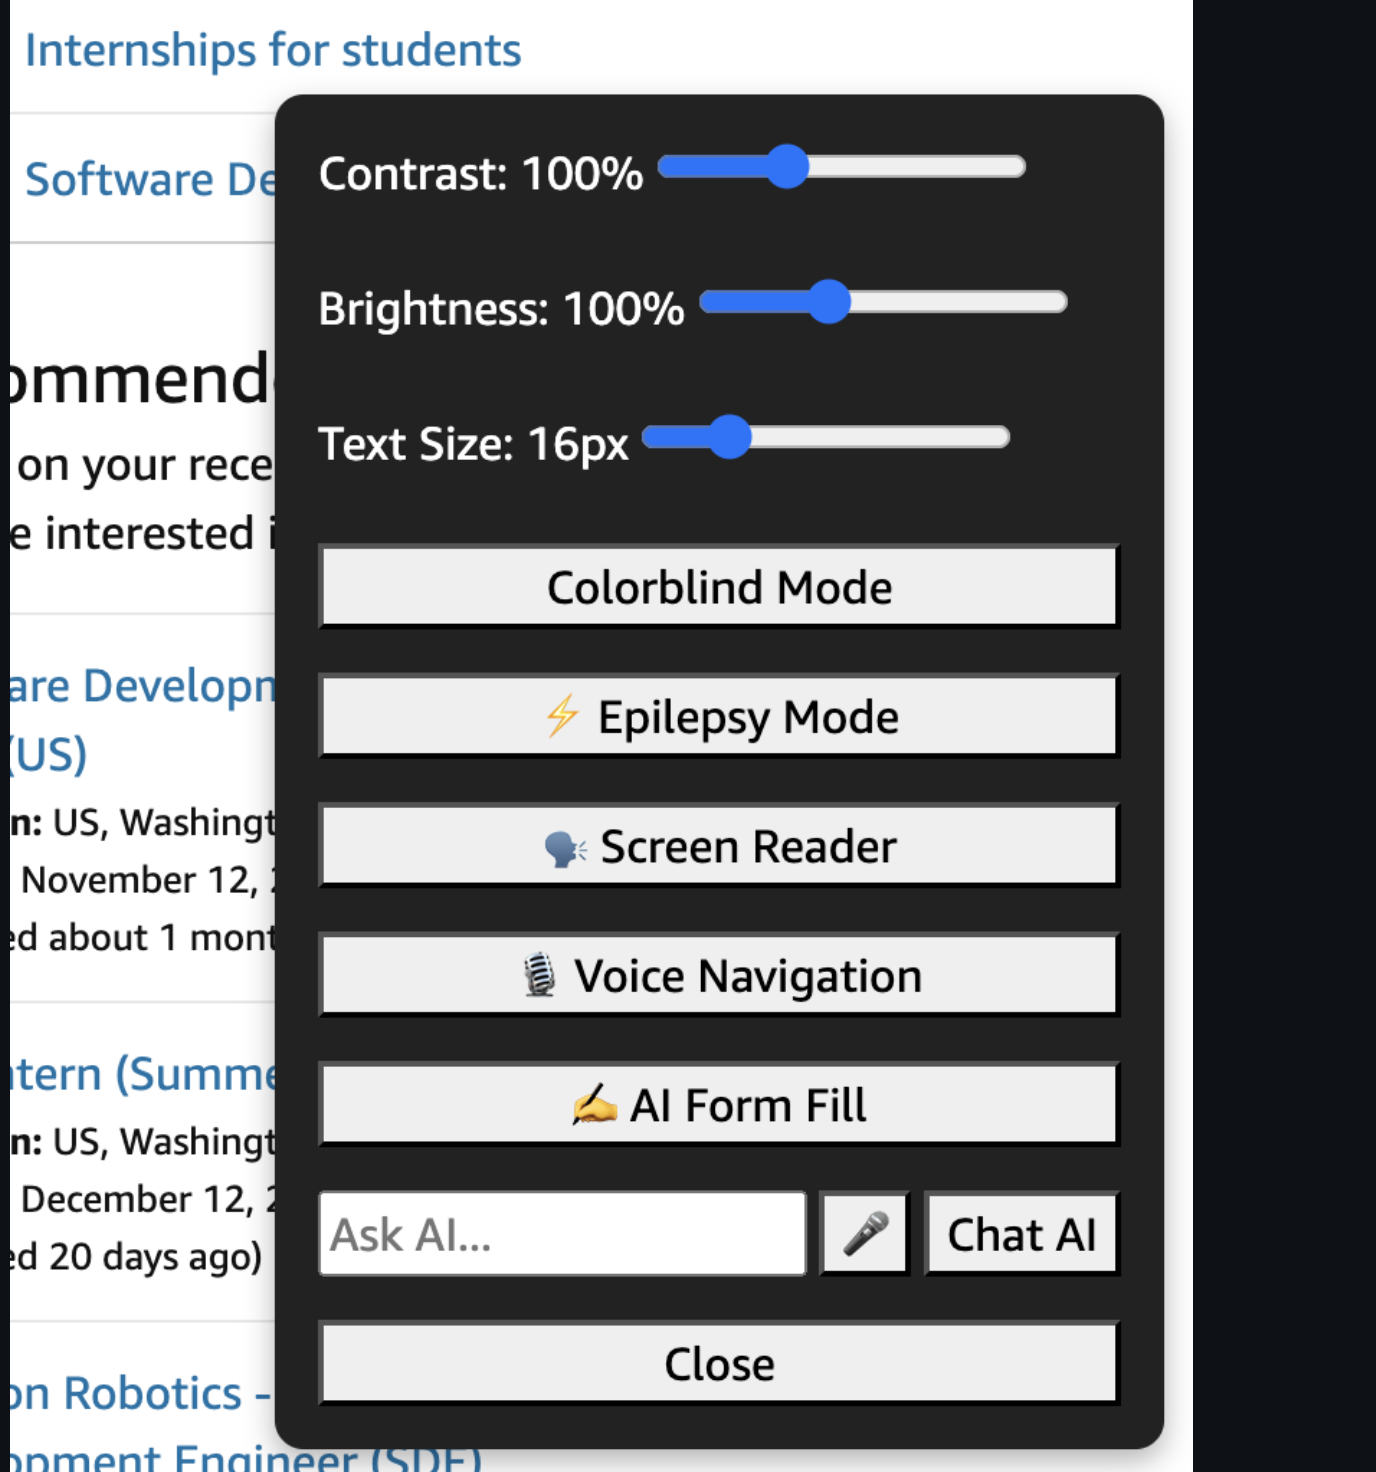 Internships for students
Software De
ommend
on your rece
e interested i
are Developm
(US)
n: US, Washingt
November 12, 2
ed about 1 mont
tern (Summe
n: US, Washingt
December 12, 2
ed 20 days ago)
on Robotics -
opment Engineer (SDE)
Contrast: 100%
Brightness: 100%
Text Size: 16px
Colorblind Mode
⚡ Epilepsy Mode
🗣️ Screen Reader
🎙️ Voice Navigation
✍️ AI Form Fill
Ask AI...
🎤
Chat AI
Close